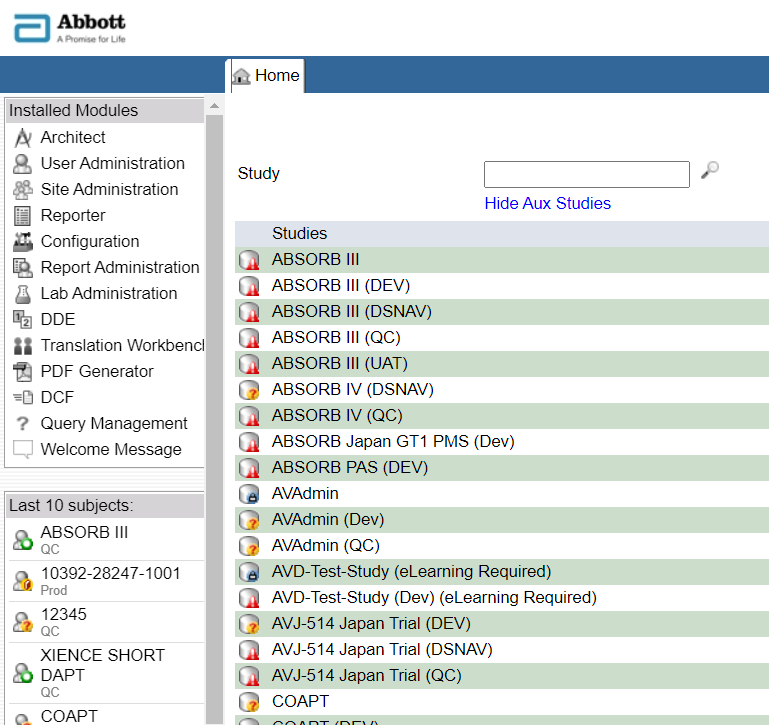 Abbott
A Promise for Life
Home
Installed Modules
Architect
User Administration
Site Administration
Reporter
Configuration
Report Administration
Lab Administration
DDE
Translation Workbench
PDF Generator
DCF
Query Management
Welcome Message
Last 10 subjects:
ABSORB III
QC
10392-28247-1001
Prod
12345
QC
XIENCE SHORT
DAPT
QC
COAPT
Study
Hide Aux Studies
Studies
ABSORB III
ABSORB III (DEV)
ABSORB III (DSNAV)
ABSORB III (QC)
ABSORB III (UAT)
ABSORB IV (DSNAV)
ABSORB IV (QC)
ABSORB Japan GT1 PMS (Dev)
ABSORB PAS (DEV)
AVAdmin
AVAdmin (Dev)
AVAdmin (QC)
AVD-Test-Study (eLearning Required)
AVD-Test-Study (Dev) (eLearning Required)
AVJ-514 Japan Trial (DEV)
AVJ-514 Japan Trial (DSNAV)
AVJ-514 Japan Trial (QC)
COAPT
COAPT (DEV)